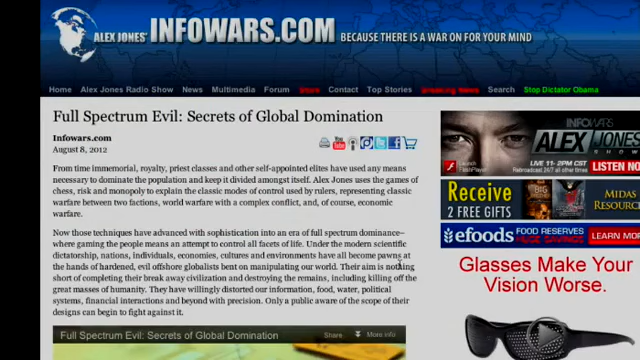 ALEX JONES' INFOWARS.COM BECAUSE THERE IS A WAR ON FOR YOUR MIND
Home Alex Jones Radio Show News Multimedia Forum Store Contact Top Stories Breaking News Search Stop Dictator Obama
Full Spectrum Evil: Secrets of Global Domination
Infowars.com
August 8, 2012
From time immemorial, royalty, priest classes and other self-appointed elites have used any means
necessary to dominate the population and keep it divided amongst itself. Alex Jones uses the games of
chess, risk and monopoly to explain the classic modes of control used by rulers, representing classic
warfare between two factions, world warfare with a complex conflict, and, of course, economic
warfare.
Now those techniques have advanced with sophistication into an era of full spectrum dominance–
where gaming the people means an attempt to control all facets of life. Under the modern scientific
dictatorship, nations, individuals, economies, cultures and environments have all become pawns at
the hands of hardened, evil offshore globalists bent on manipulating our world. Their aim is nothing
short of completing their break away civilization and destroying the remains, including killing off the
great masses of humanity. They have willingly distorted our information, food, water, political
systems, financial interactions and beyond with precision. Only a public aware of the scope of their
designs can begin to fight against it.
Full Spectrum Evil: Secrets of Global Domination Share More info
INFOWARS
ALEX JONES
SHOW
Launch
FlashPlayer
LIVE 11-2PM CST
Rebroadcast 24/7 all other times
LISTEN NO
Receive
2 FREE GIFTS
MIDAS
RESOUR
efoods FOOD RESERVES
HUGE SAVINGS
LEARN MOR
Glasses Make Your
Vision Worse.